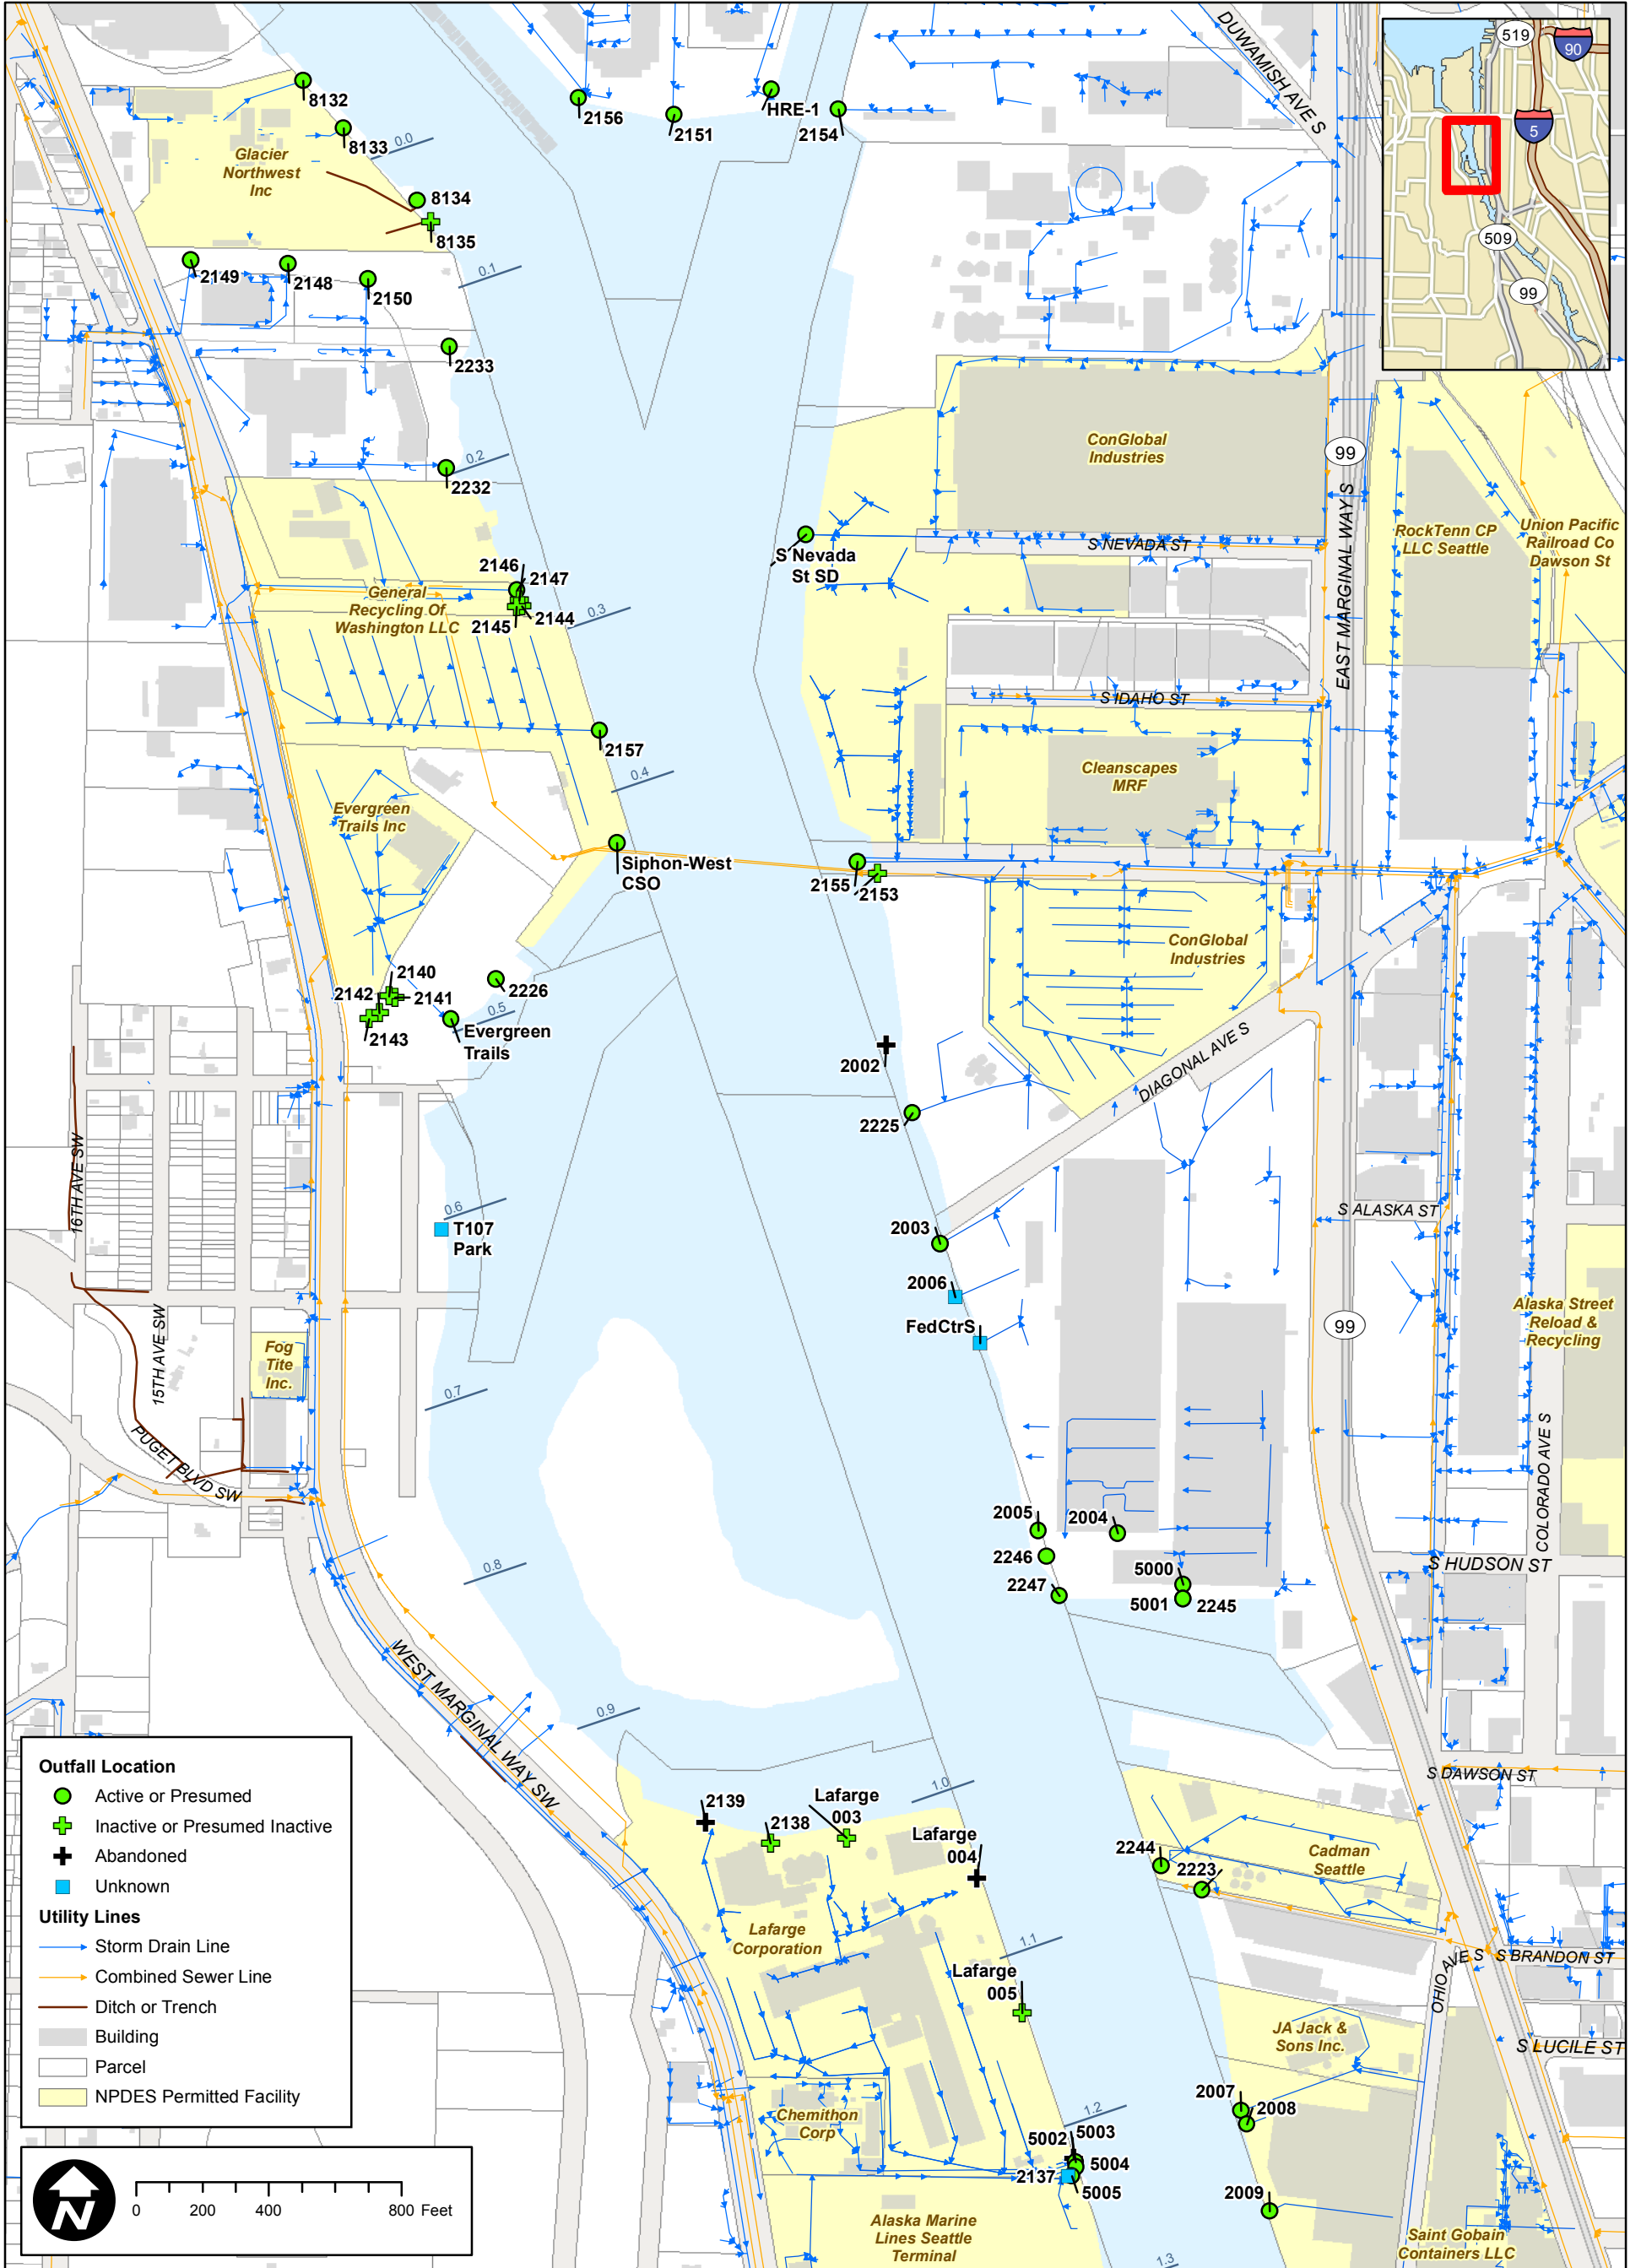 8132
8133
0.0
Glacier
Northwest
Inc
8134
8135
2156
2151
HRE-1
2154
DUWAMISH AVE S
519
90
5
509
99
2149
2148
2150
0.1
2233
0.2
2232
ConGlobal
Industries
99
EAST MARGINAL WAY S
RockTenn CP
LLC Seattle
Union Pacific
Railroad Co
Dawson St
S Nevada
St SD
S NEVADA ST
2146
2147
General
Recycling Of
Washington LLC
2145
2144
0.3
S IDAHO ST
2157
0.4
Cleanscapes
MRF
Evergreen
Trails Inc
Siphon-West
CSO
2155
2153
ConGlobal
Industries
2140
2142
2141
2143
2226
0.5
Evergreen
Trails
2002
DIAGONAL AVE S
2225
16TH AVE SW
0.6
T107
Park
2003
S ALASKA ST
2006
FedCtrS
99
Alaska Street
Reload &
Recycling
15TH AVE SW
Fog
Tite
Inc.
0.7
PUGET BLVD SW
COLORADO AVE S
2005
2004
2246
5000
2247
5001
2245
S HUDSON ST
0.8
WEST MARGINAL WAY SW
0.9
S DAWSON ST
1.0
2139
2138
Lafarge
003
Lafarge
004
2244
2223
Cadman
Seattle
Lafarge
Corporation
1.1
Lafarge
005
OHIO AVE S
S BRANDON ST
JA Jack &
Sons Inc.
S LUCILE ST
Chemithon
Corp
1.2
2007
2008
5002
5003
5004
2137
5005
2009
Alaska Marine
Lines Seattle
Terminal
Saint Gobain
Containers LLC
1.3
Outfall Location
Active or Presumed
Inactive or Presumed Inactive
Abandoned
Unknown
Utility Lines
Storm Drain Line
Combined Sewer Line
Ditch or Trench
Building
Parcel
NPDES Permitted Facility
N
0 200 400 800 Feet